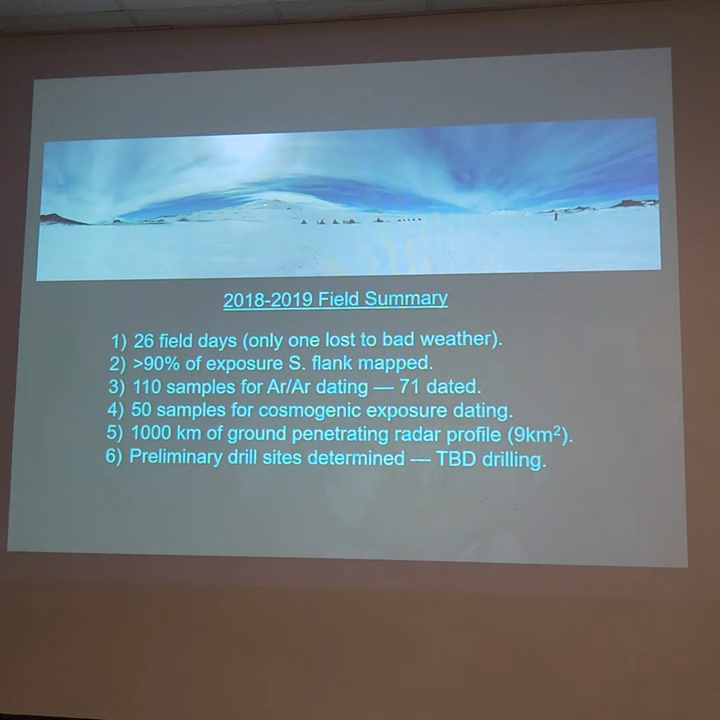 2018-2019 Field Summary
1) 26 field days (only one lost to bad weather).
2) >90% of exposure S. flank mapped.
3) 110 samples for Ar/Ar dating — 71 dated.
4) 50 samples for cosmogenic exposure dating.
5) 1000 km of ground penetrating radar profile (9km²).
6) Preliminary drill sites determined — TBD drilling.